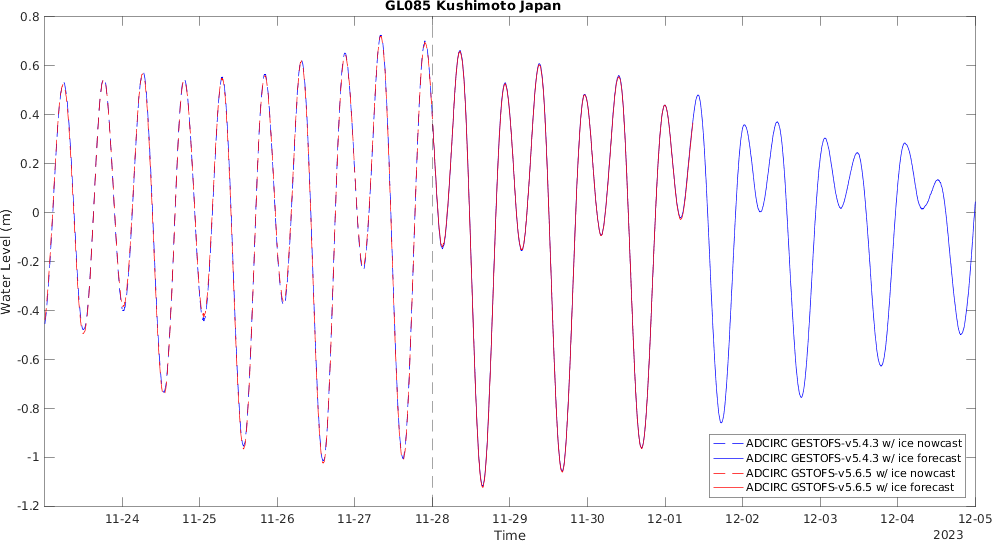 GL085 Kushimoto Japan
Water Level (m)
0.8
0.6
0.4
0.2
0
-0.2
-0.4
-0.6
-0.8
-1
-1.2
ADCIRC GESTOFS-v5.4.3 w/ ice nowcast
ADCIRC GESTOFS-v5.4.3 w/ ice forecast
ADCIRC GSTOFS-v5.6.5 w/ ice nowcast
ADCIRC GSTOFS-v5.6.5 w/ ice forecast
11-24 11-25 11-26 11-27 11-28 11-29 11-30 12-01 12-02 12-03 12-04 12-05
Time
2023